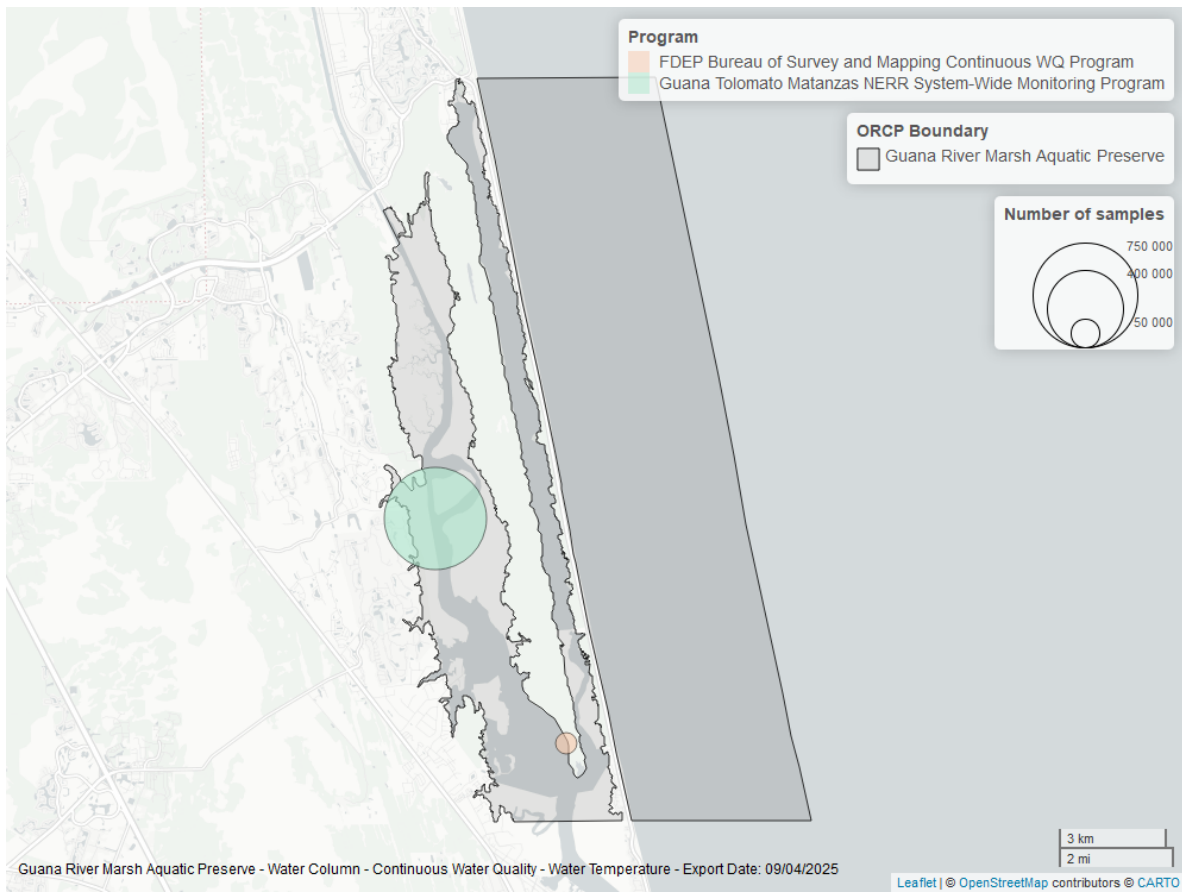 Program
FDEP Bureau of Survey and Mapping Continuous WQ Program
Guana Tolomato Matanzas NERR System-Wide Monitoring Program
ORCP Boundary
Guana River Marsh Aquatic Preserve
Number of samples
750 000
400 000
50 000
3 km
2 mi
Guana River Marsh Aquatic Preserve - Water Column - Continuous Water Quality - Water Temperature - Export Date: 09/04/2025
Leaflet | © OpenStreetMap contributors © CARTO